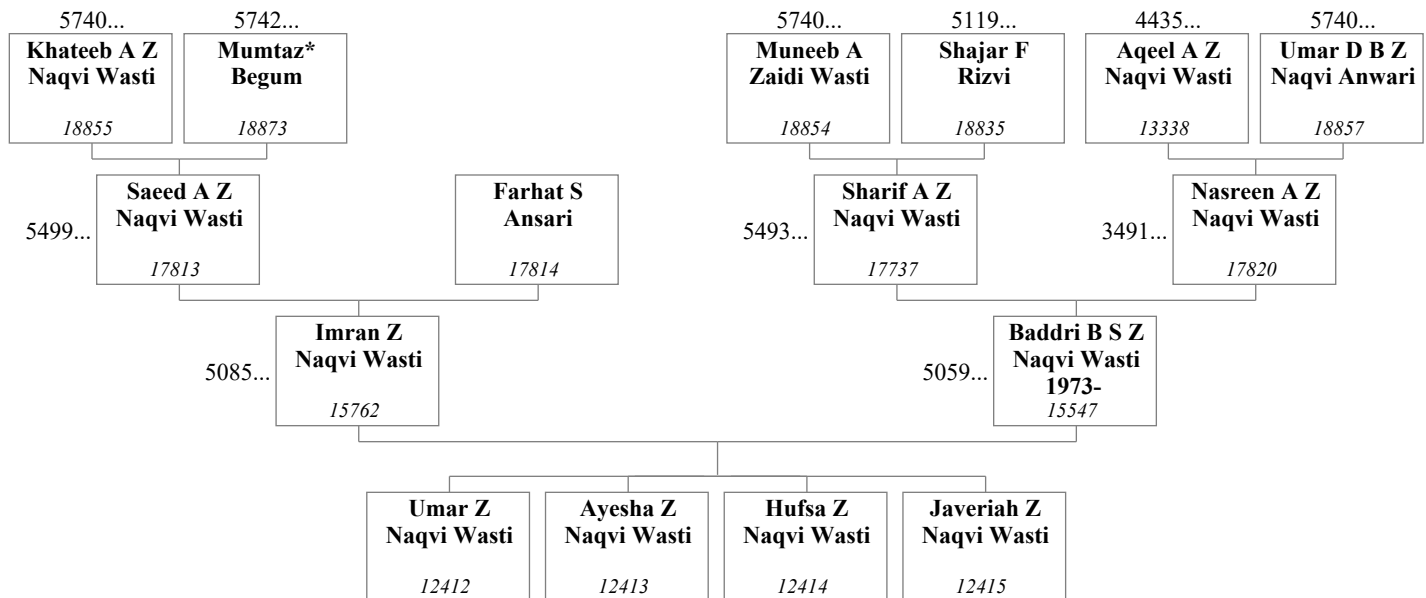 5740... 5742... 5740... 5119... 4435... 5740...
Khateeb A Z
Naqvi Wasti
18855
Mumtaz*
Begum
18873
Muneeb A
Zaidi Wasti
18854
Shajar F
Rizvi
18835
Aqeel A Z
Naqvi Wasti
13338
Umar D B Z
Naqvi Anwari
18857
5499...
Saeed A Z
Naqvi Wasti
17813
Farhat S
Ansari
17814
5493...
Sharif A Z
Naqvi Wasti
17737
3491...
Nasreen A Z
Naqvi Wasti
17820
5085...
Imran Z
Naqvi Wasti
15762
5059...
Baddri B S Z
Naqvi Wasti
1973-
15547
Umar Z
Naqvi Wasti
12412
Ayesha Z
Naqvi Wasti
12413
Hufsa Z
Naqvi Wasti
12414
Javeriah Z
Naqvi Wasti
12415